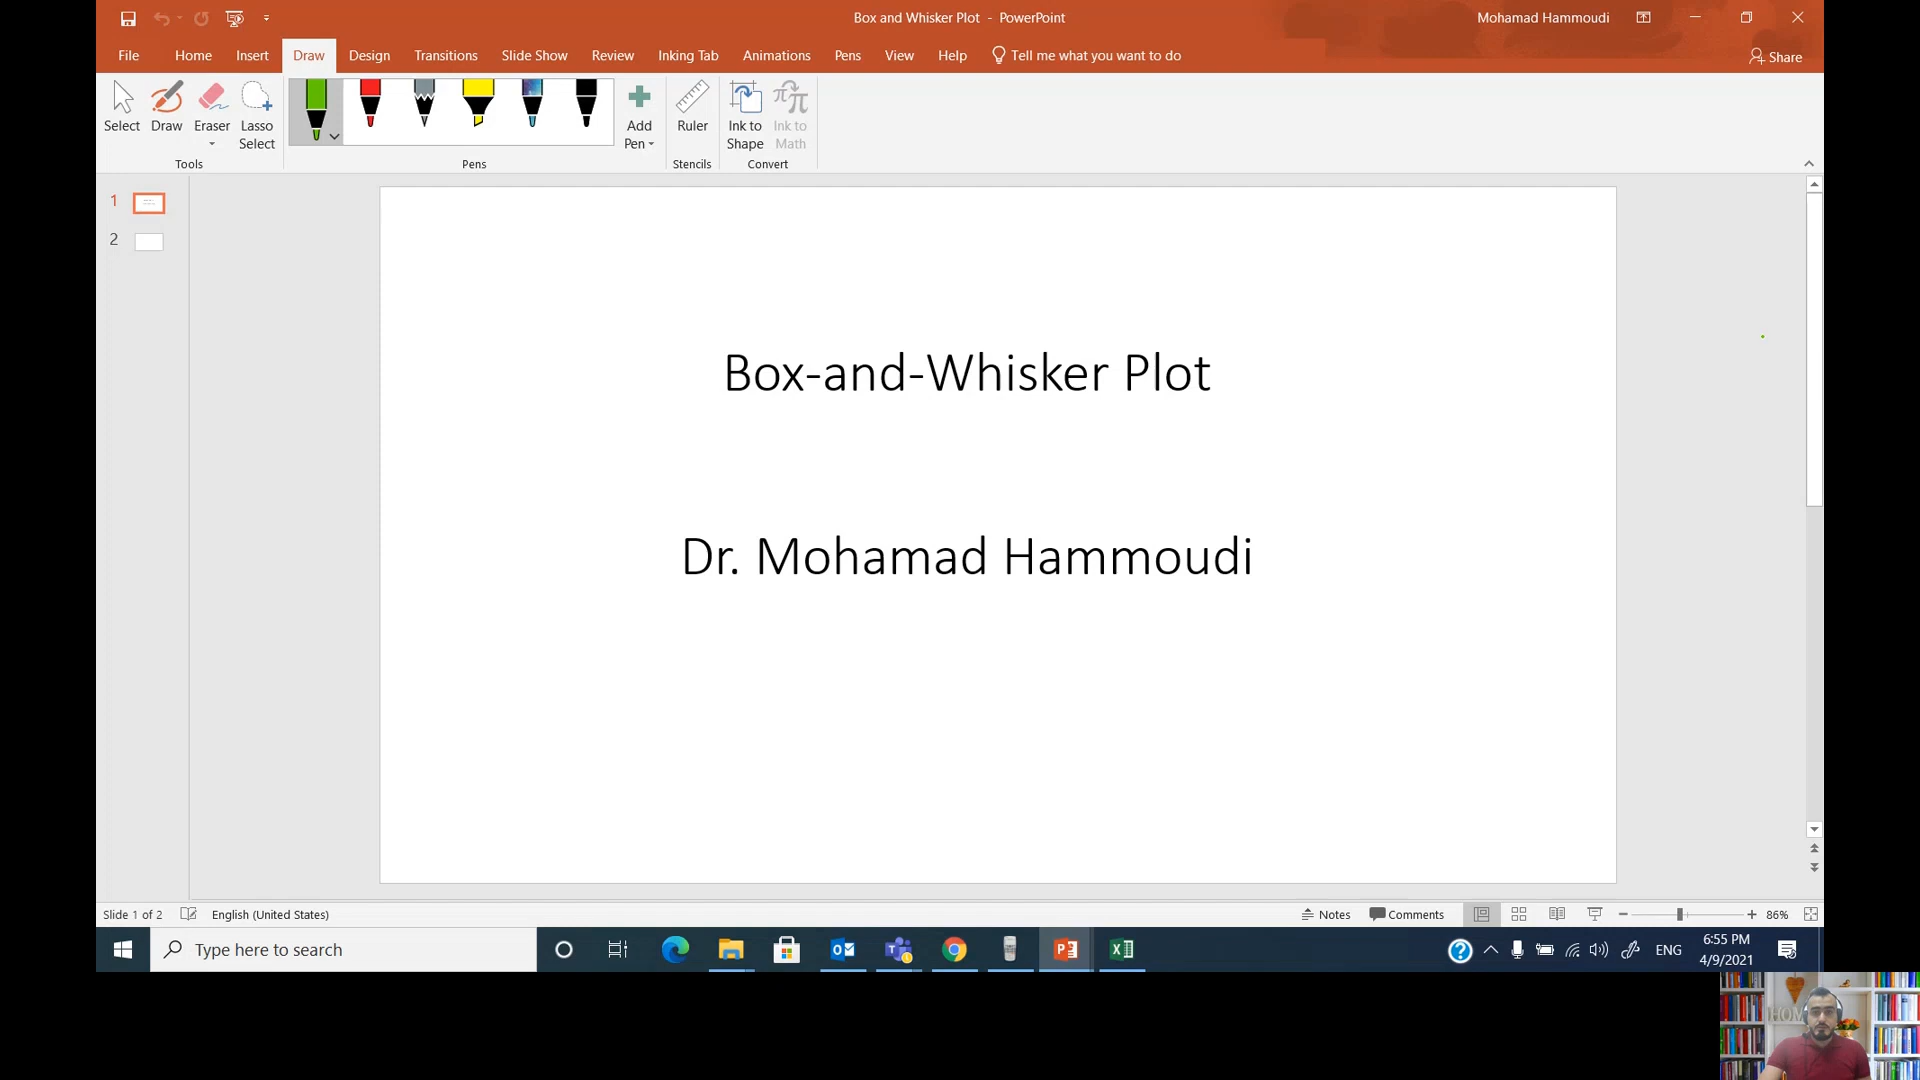 Box and Whisker Plot - PowerPoint
Mohamad Hammoudi
File Home Insert Draw Design Transitions Slide Show Review Inking Tab Animations Pens View Help Tell me what you want to do
Share
Select Draw Eraser Lasso Select
Add Pen
Ruler
Ink to Shape
Ink to Math
Tools Pens Stencils Convert
1
2
Box-and-Whisker Plot
Dr. Mohamad Hammoudi
Slide 1 of 2 English (United States) Notes Comments 86%
Type here to search
ENG
6:55 PM
4/9/2021